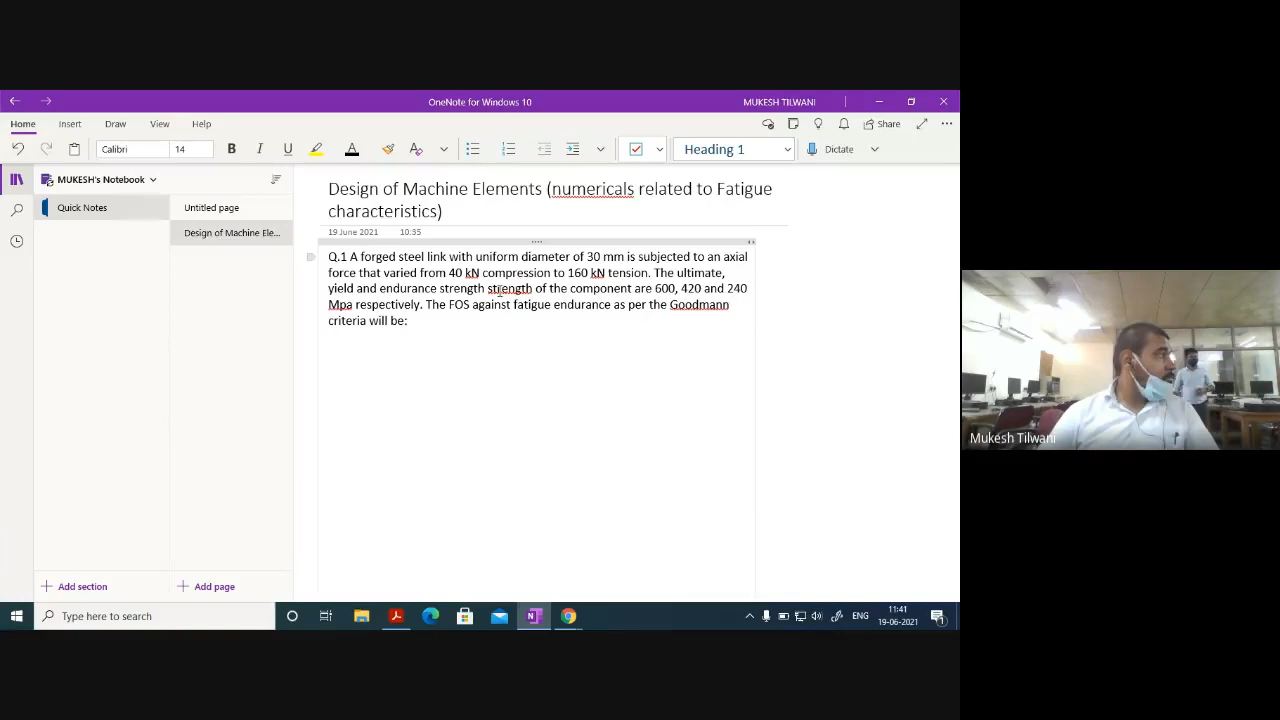 OneNote for Windows 10
MUKESH TILWANI
Home Insert Draw View Help
Share
Calibri 14 B I U A Heading 1 Dictate
MUKESH's Notebook
Quick Notes
Untitled page
Design of Machine Ele...
Design of Machine Elements (numericals related to Fatigue
characteristics)
19 June 2021 10:35
Q.1 A forged steel link with uniform diameter of 30 mm is subjected to an axial
force that varied from 40 kN compression to 160 kN tension. The ultimate,
yield and endurance strength strength of the component are 600, 420 and 240
Mpa respectively. The FOS against fatigue endurance as per the Goodmann
criteria will be:
Mukesh Tilwani
+ Add section
+ Add page
Type here to search
ENG
11:41
19-06-2021
1